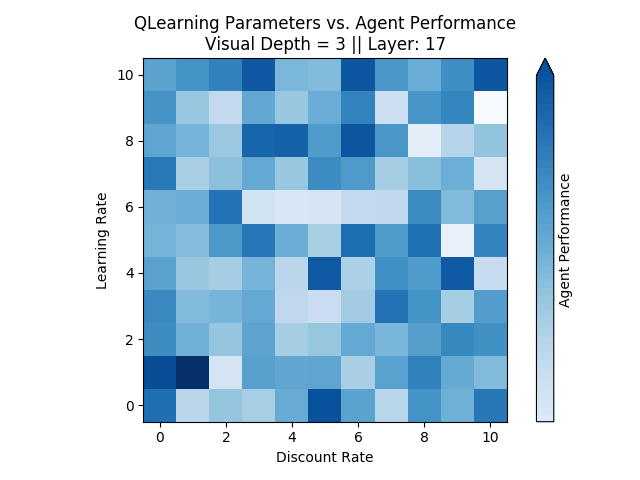 QLearning Parameters vs. Agent Performance
Visual Depth = 3 || Layer: 17
10
8
6
4
2
0
Learning Rate
0 2 4 6 8 10
Discount Rate
Agent Performance